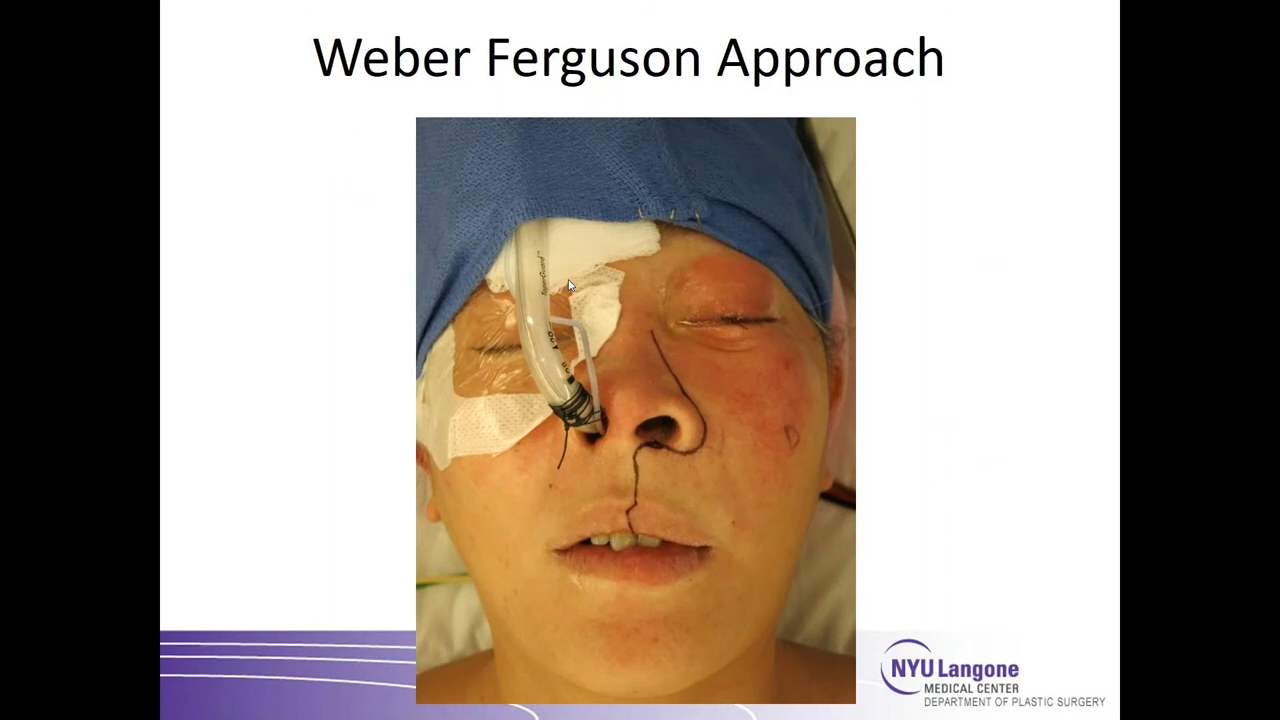 Weber Ferguson Approach
NYU Langone
MEDICAL CENTER
DEPARTMENT OF PLASTIC SURGERY